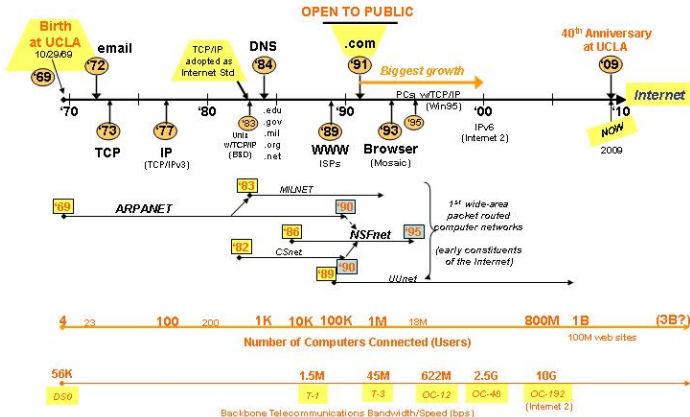 OPEN TO PUBLIC
Birth
at UCLA
10/29/69
'69
email
'72
TCP/IP
adopted as
Internet Std
DNS
'84
.com
'91
Biggest growth
40th Anniversary
at UCLA
'09
PCs w/TCP/IP
(Win95)
Internet
'70
'80
'90
'00
'10
'73
TCP
'77
IP
(TCP/IPv3)
'83
Unix
w/TCP/IP
(BSD)
.edu
.gov
.mil
.org
.net
'89
WWW
ISPs
'93
Browser
(Mosaic)
'95
IPv6
(Internet 2)
NOW
2009
'83
MILNET
'69
ARPANET
'90
'86
NSFnet
'95
'82
CSnet
'90
'89
UUnet
1st wide-area
packet routed
computer networks
(early constituents
of the Internet)
4 23 100 200 1K 10K 100K 1M 18M 800M 1B (3B?)
100M web sites
Number of Computers Connected (Users)
56K 1.5M 45M 622M 2.5G 10G
DS0 T-1 T-3 OC-12 OC-48 OC-192
(Internet 2)
Backbone Telecommunications Bandwidth/Speed (bps)